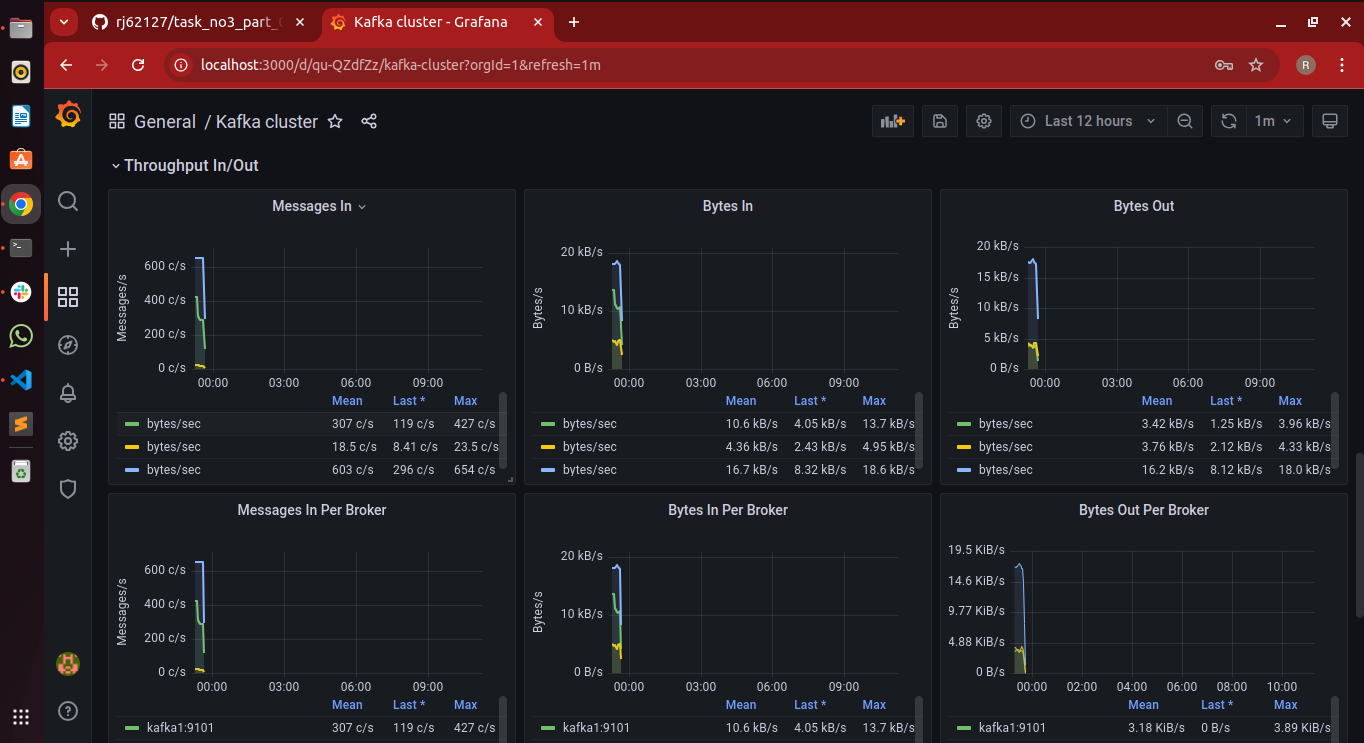 rj62127/task_no3_part_
Kafka cluster - Grafana
localhost:3000/d/qu-QZdfZz/kafka-cluster?orgId=1&refresh=1m
R
General / Kafka cluster
Last 12 hours
1m
Throughput In/Out
Messages In
Messages/s
600 c/s
400 c/s
200 c/s
0 c/s
00:00 03:00 06:00 09:00
Mean Last * Max
bytes/sec 307 c/s 119 c/s 427 c/s
bytes/sec 18.5 c/s 8.41 c/s 23.5 c/s
bytes/sec 603 c/s 296 c/s 654 c/s
Bytes In
Bytes/s
20 kB/s
10 kB/s
0 B/s
00:00 03:00 06:00 09:00
Mean Last * Max
bytes/sec 10.6 kB/s 4.05 kB/s 13.7 kB/s
bytes/sec 4.36 kB/s 2.43 kB/s 4.95 kB/s
bytes/sec 16.7 kB/s 8.32 kB/s 18.6 kB/s
Bytes Out
Bytes/s
20 kB/s
15 kB/s
10 kB/s
5 kB/s
0 B/s
00:00 03:00 06:00 09:00
Mean Last * Max
bytes/sec 3.42 kB/s 1.25 kB/s 3.96 kB/s
bytes/sec 3.76 kB/s 2.12 kB/s 4.33 kB/s
bytes/sec 16.2 kB/s 8.12 kB/s 18.0 kB/s
Messages In Per Broker
Messages/s
600 c/s
400 c/s
200 c/s
0 c/s
00:00 03:00 06:00 09:00
Mean Last * Max
kafka1:9101 307 c/s 119 c/s 427 c/s
Bytes In Per Broker
Bytes/s
20 kB/s
10 kB/s
0 B/s
00:00 03:00 06:00 09:00
Mean Last * Max
kafka1:9101 10.6 kB/s 4.05 kB/s 13.7 kB/s
Bytes Out Per Broker
19.5 KiB/s
14.6 KiB/s
9.77 KiB/s
4.88 KiB/s
0 B/s
00:00 02:00 04:00 06:00 08:00 10:00
Mean Last * Max
kafka1:9101 3.18 KiB/s 0 B/s 3.89 KiB/s